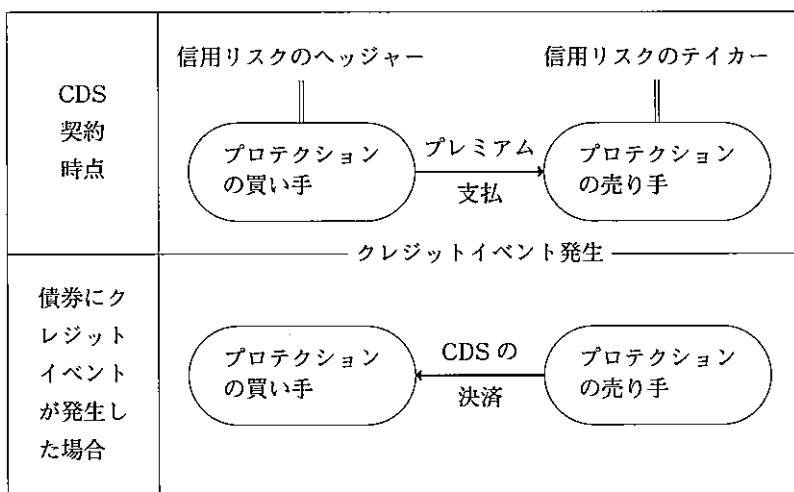 CDS
契約
時点
信用リスクのヘッジャー
信用リスクのテイカー
プロテクション
の買い手
プレミアム
支払
プロテクション
の売り手
クレジットイベント発生
債券にク
レジット
イベント
が発生し
た場合
プロテクション
の買い手
CDSの
決済
プロテクション
の売り手